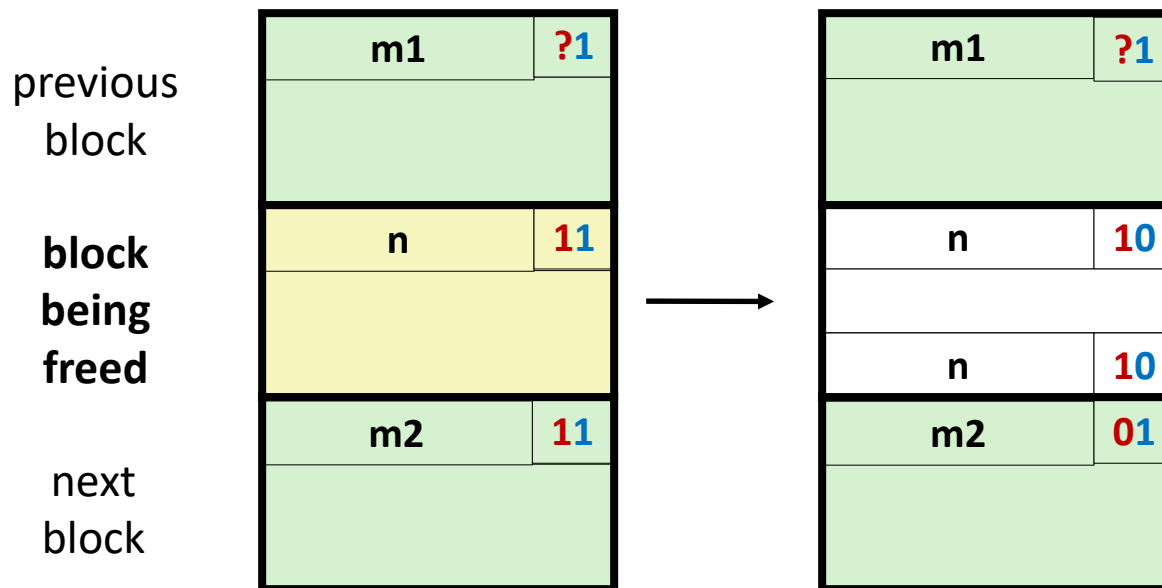 previous
block
m1 ?1
m1 ?1
block
being
freed
n 11
n 10
n 10
next
block
m2 11
m2 01